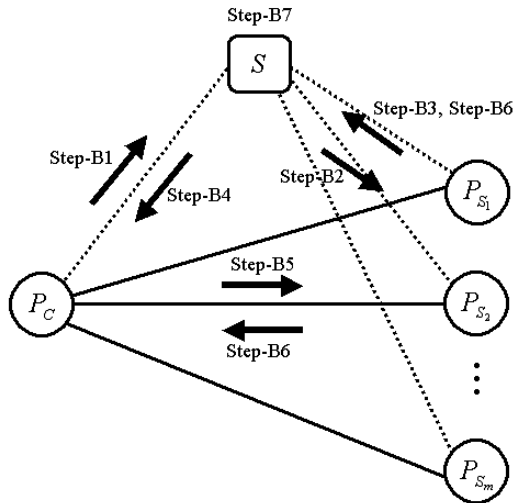 Step-B7
S
Step-B3, Step-B6
Step-B1
Step-B2
Step-B4
P_{S_1}
Step-B5
P_C
P_{S_2}
Step-B6
⋮
P_{S_m}